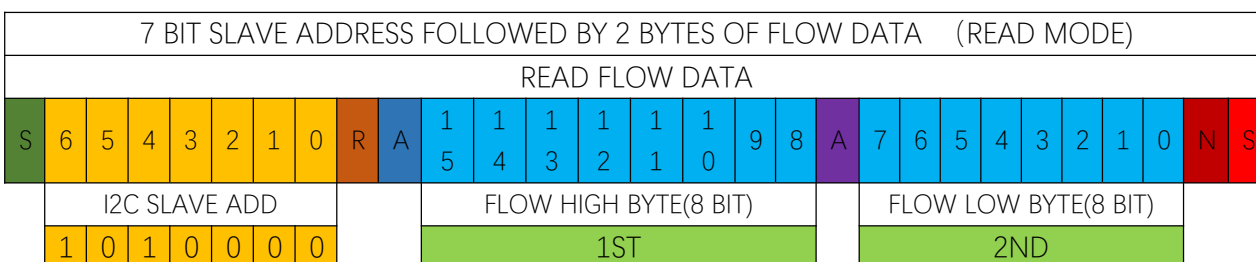 7 BIT SLAVE ADDRESS FOLLOWED BY 2 BYTES OF FLOW DATA （READ MODE)
READ FLOW DATA
S 6 5 4 3 2 1 0 R A 15 14 13 12 11 10 9 8 A 7 6 5 4 3 2 1 0 N S
I2C SLAVE ADD FLOW HIGH BYTE(8 BIT) FLOW LOW BYTE(8 BIT)
1 0 1 0 0 0 0 1ST 2ND